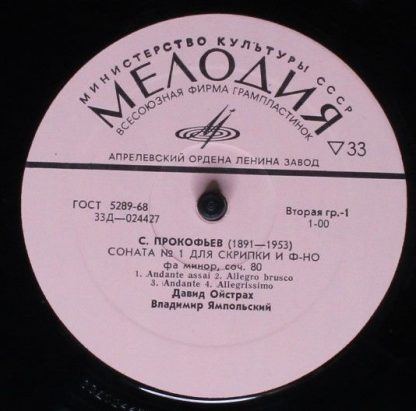 МИНИСТЕРСТВО КУЛЬТУРЫ СССР
МЕЛОДИЯ
ВСЕСОЮЗНАЯ ФИРМА ГРАМПЛАСТИНОК
▽33
АПРЕЛЕВСКИЙ ОРДЕНА ЛЕНИНА ЗАВОД
ГОСТ 5289-68
33Д—024427
Вторая гр.-1
1-00
С. ПРОКОФЬЕВ (1891—1953)
СОНАТА № 1 ДЛЯ СКРИПКИ И Ф-НО
фа минор, соч. 80
1. Andante assai 2. Allegro brusco
3. Andante 4. Allegrissimo
Давид Ойстрах
Владимир Ямпольский